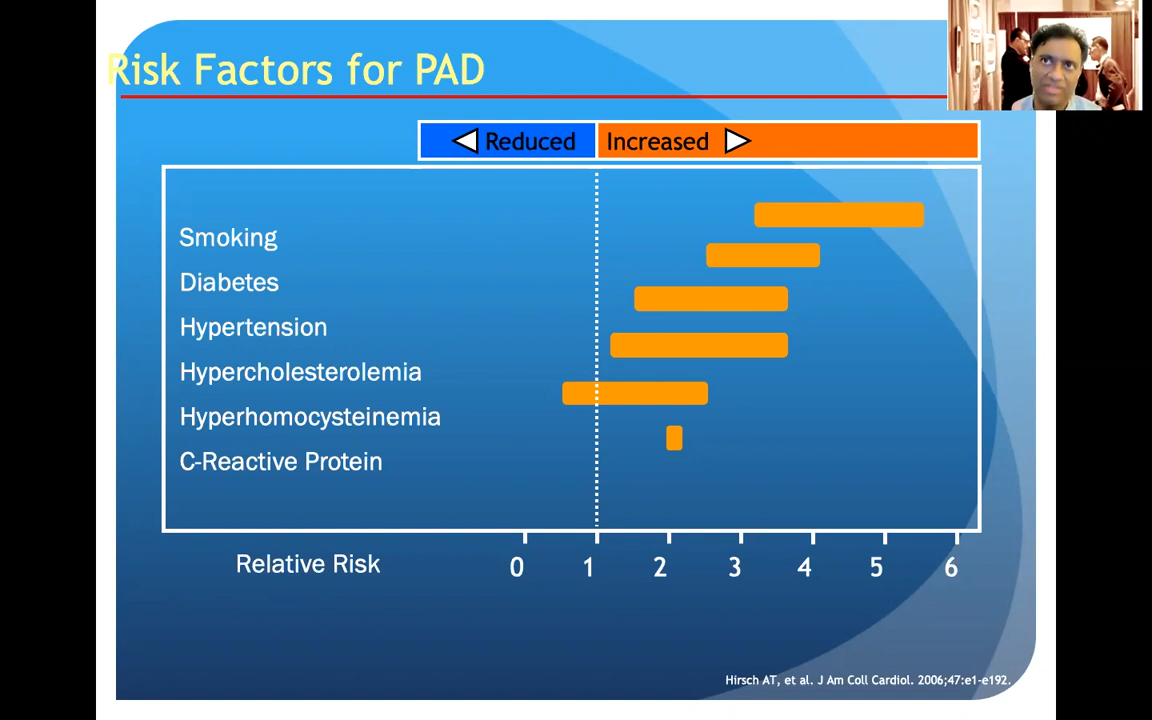 Risk Factors for PAD
Reduced Increased
Smoking
Diabetes
Hypertension
Hypercholesterolemia
Hyperhomocysteinemia
C-Reactive Protein
Relative Risk 0 1 2 3 4 5 6
Hirsch AT, et al. J Am Coll Cardiol. 2006;47:e1-e192.